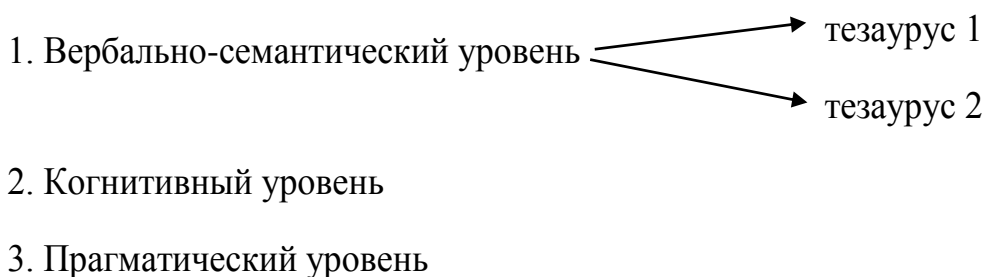 тезаурус 1
1. Вербально-семантический уровень
тезаурус 2
2. Когнитивный уровень
3. Прагматический уровень